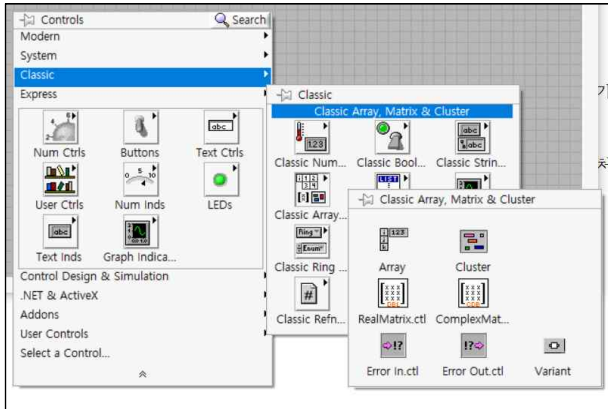 Controls
Search
Modern
System
Classic
Express
Num Ctrls
Buttons
Text Ctrls
User Ctrls
Num Inds
LEDs
Text Inds
Graph Indica...
Control Design & Simulation
.NET & ActiveX
Addons
User Controls
Select a Control...
Classic
Classic Array, Matrix & Cluster
Classic Num...
Classic Bool...
Classic Strin...
Classic Array...
Classic Ring ...
Classic Refn...
Classic Array, Matrix & Cluster
Array
Cluster
RealMatrix.ctl
ComplexMat...
Error In.ctl
Error Out.ctl
Variant